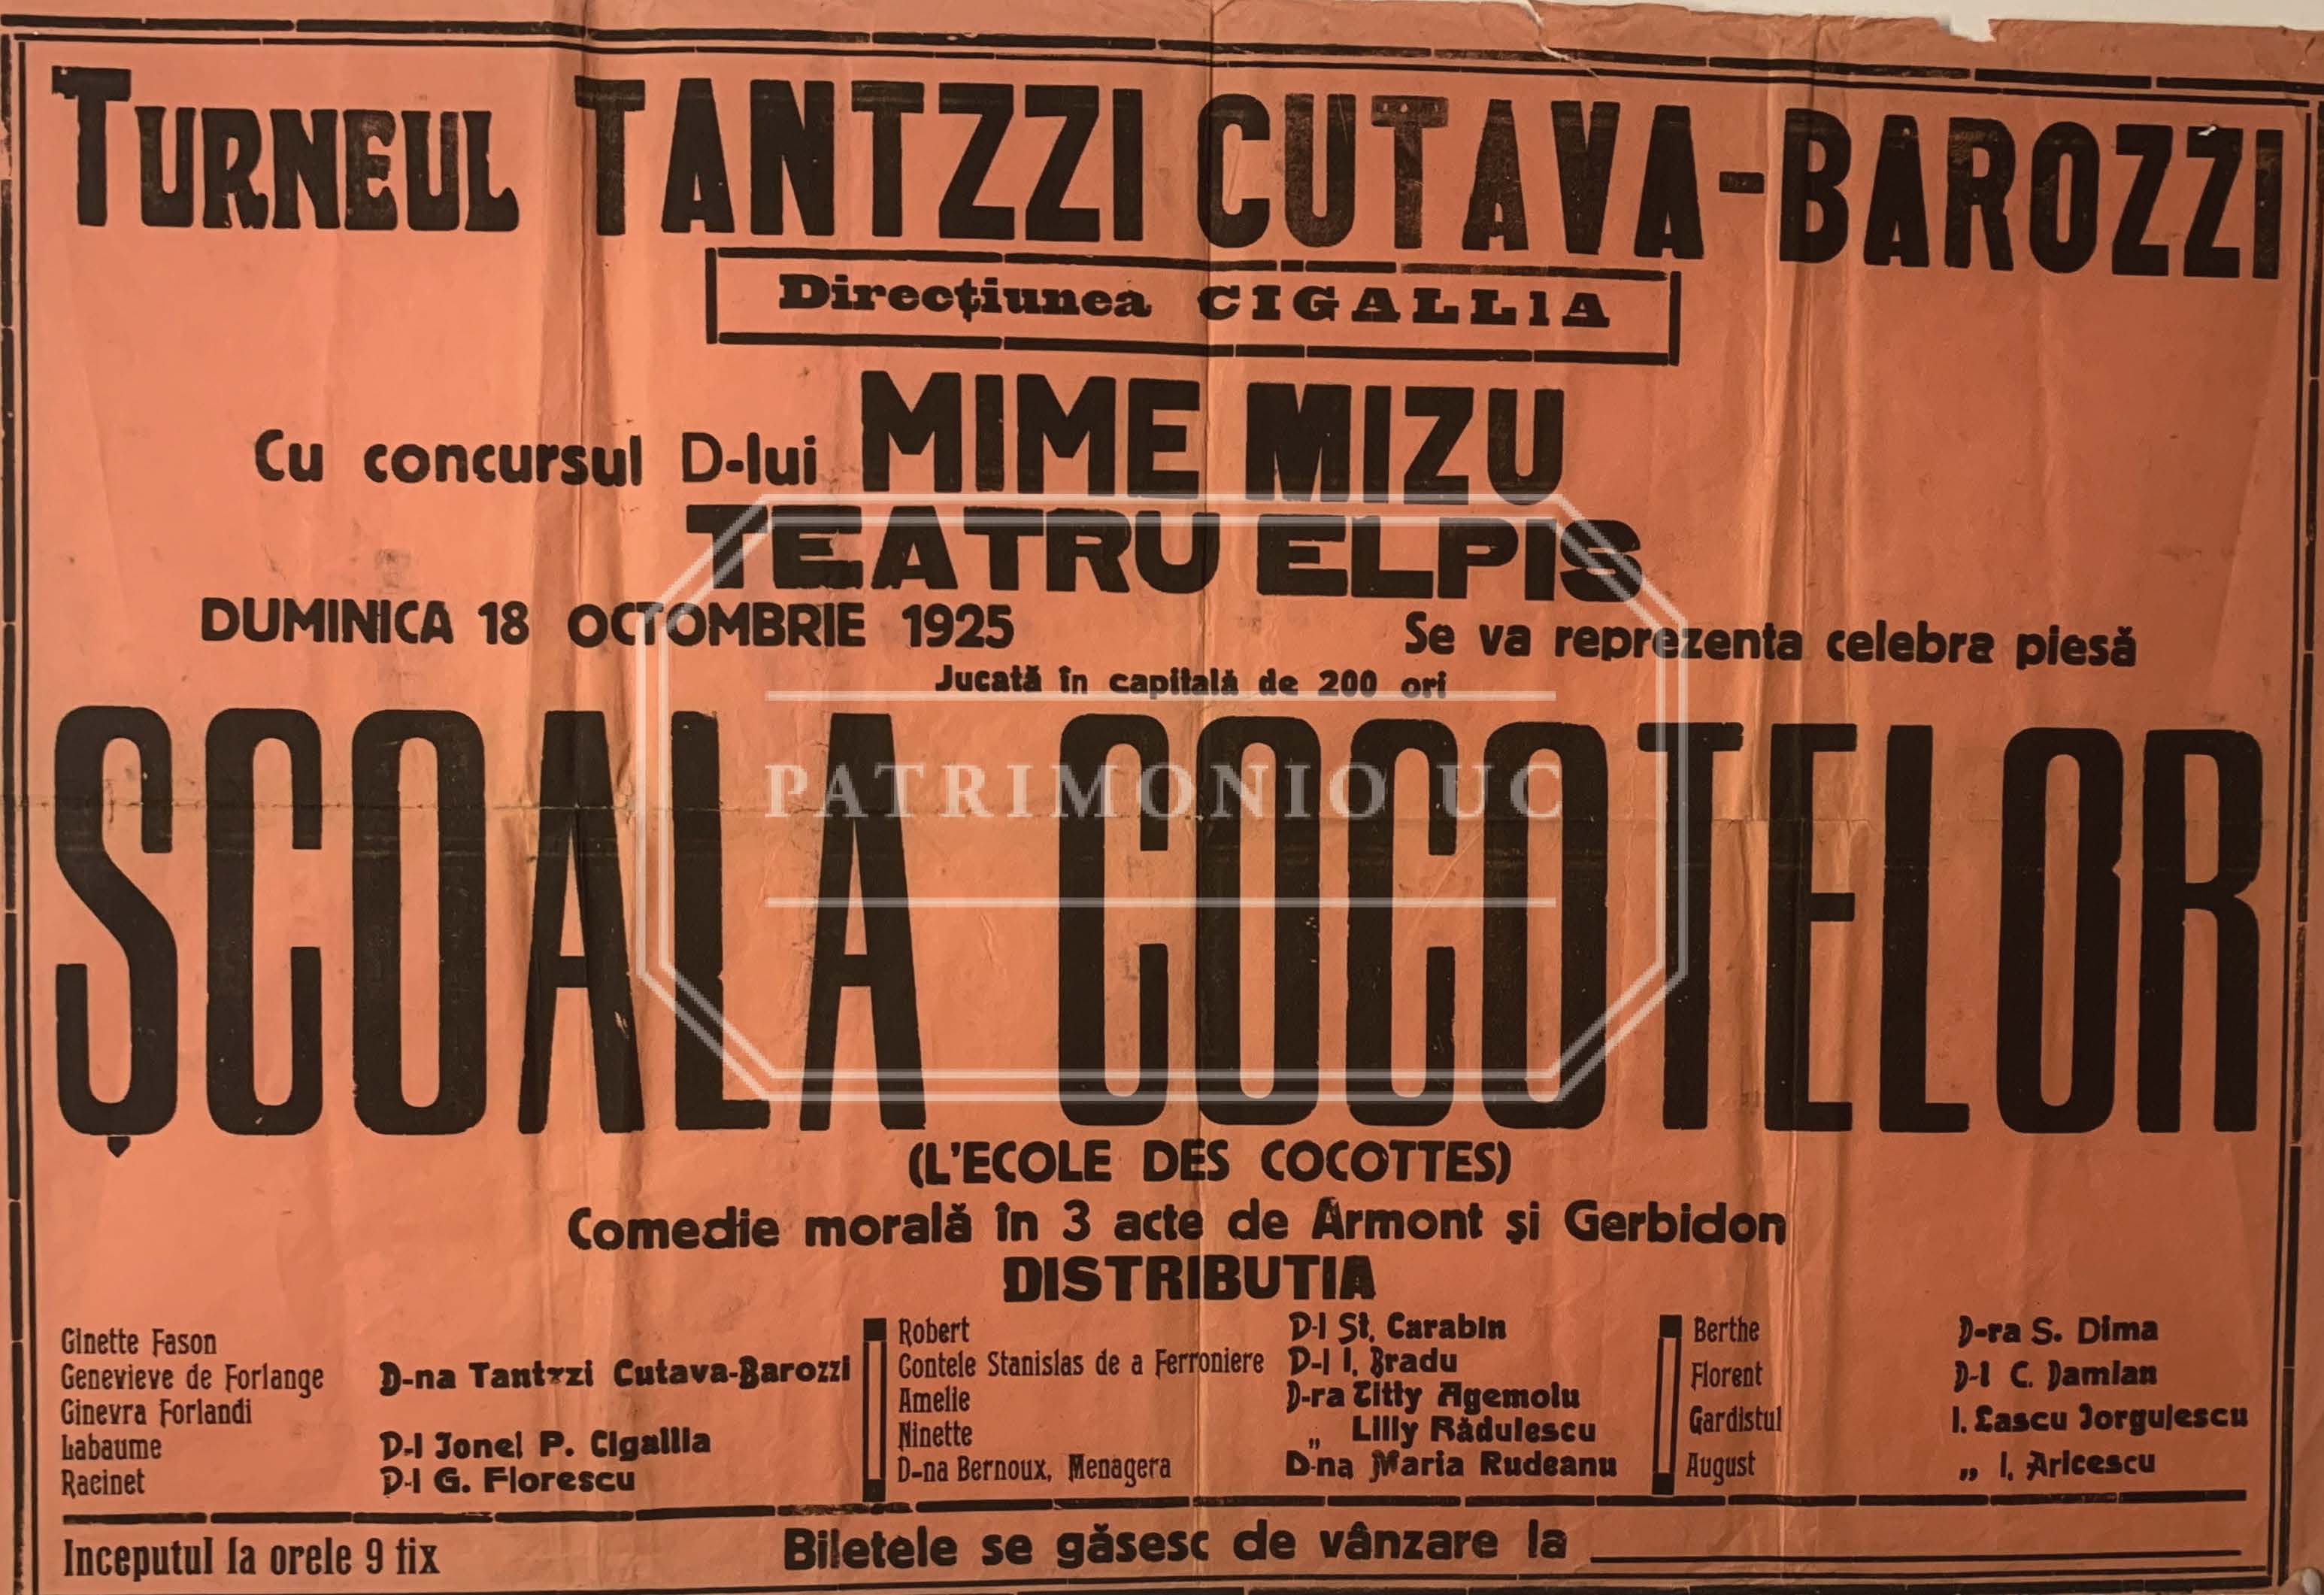 TURNEUL TANTZZI CUTAVA-BAROZZI
Direcțiunea CIGALLIA
Cu concursul D-lui MIME MIZU
TEATRU ELPIS
DUMINICA 18 OCTOMBRIE 1925 Se va reprezenta celebra piesă
Jucată în capitală de 200 ori
ȘCOALA COCOTELOR
PATRIMONIO UC
(L'ECOLE DES COCOTTES)
Comedie morală în 3 acte de Armont și Gerbidon
DISTRIBUTIA
Ginette Fason
Genevieve de Forlange D-na Tantzzi Cutava-Barozzi
Ginevra Forlandi
Labaume D-l Jonel P. Cigallia
Racinet D-l G. Florescu
Robert D-l St. Carabin
Contele Stanislas de a Ferroniere D-l I. Bradu
Amelie D-ra Titty Agemolu
Ninette „ Lilly Rădulescu
D-na Bernoux, Menagera D-na Maria Rudeanu
Berthe D-ra S. Dima
Florent D-l C. Damian
Gardistul I. Lascu Jorgulescu
August „ I. Aricescu
Inceputul la orele 9 fix Biletele se găsesc de vânzare la